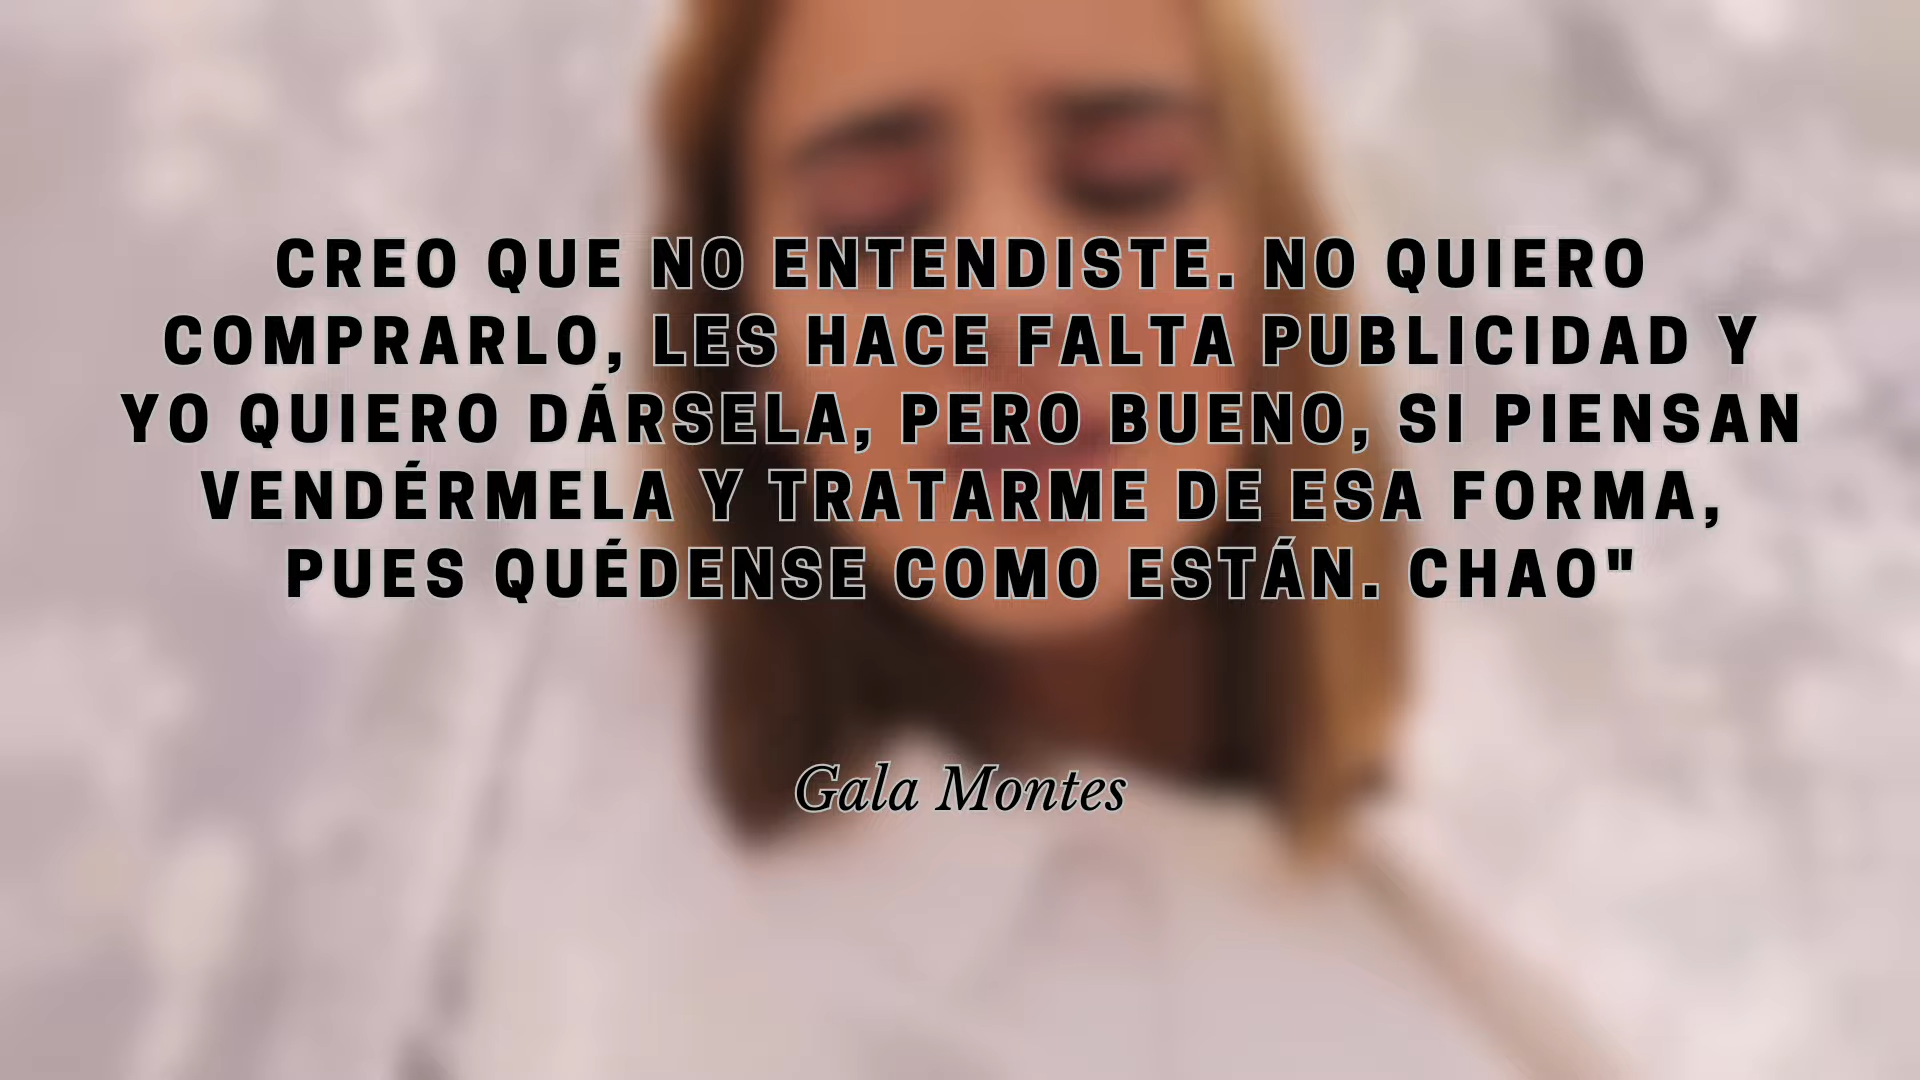 CREO QUE NO ENTENDISTE. NO QUIERO
COMPRARLO, LES HACE FALTA PUBLICIDAD Y
YO QUIERO DÁRSELA, PERO BUENO, SI PIENSAN
VENDÉRMELA Y TRATARME DE ESA FORMA,
PUES QUÉDENSE COMO ESTÁN. CHAO"
Gala Montes